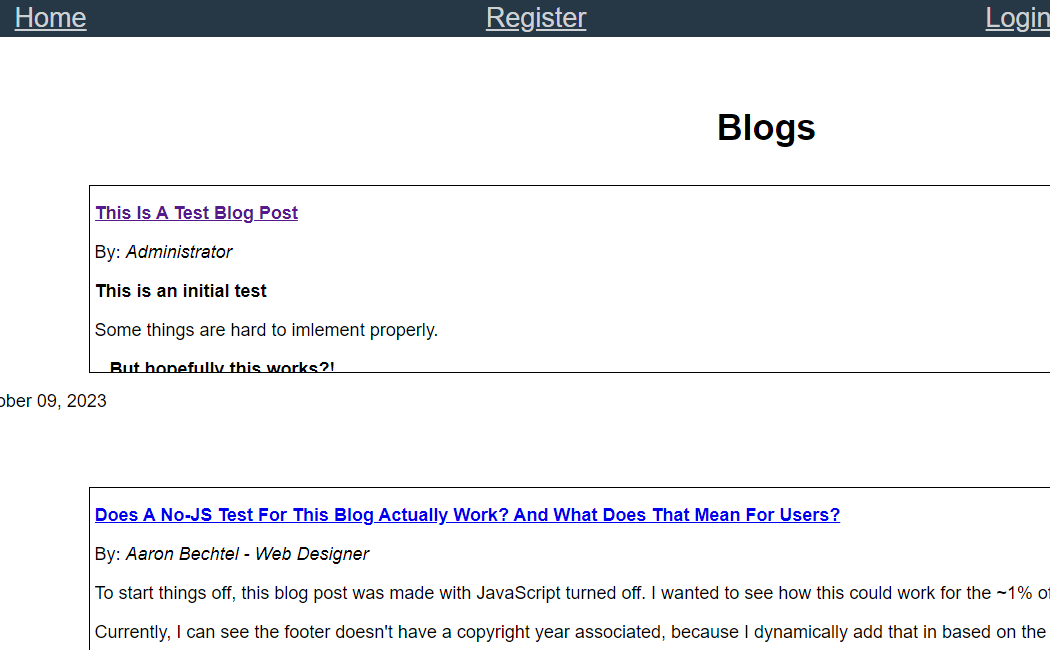 Home Register Login
Blogs
This Is A Test Blog Post
By: Administrator
This is an initial test
Some things are hard to imlement properly.
But hopefully this works?!
09, 2023
Does A No-JS Test For This Blog Actually Work? And What Does That Mean For Users?
By: Aaron Bechtel - Web Designer
To start things off, this blog post was made with JavaScript turned off. I wanted to see how this could work for the ~1% of
Currently, I can see the footer doesn't have a copyright year associated, because I dynamically add that in based on the